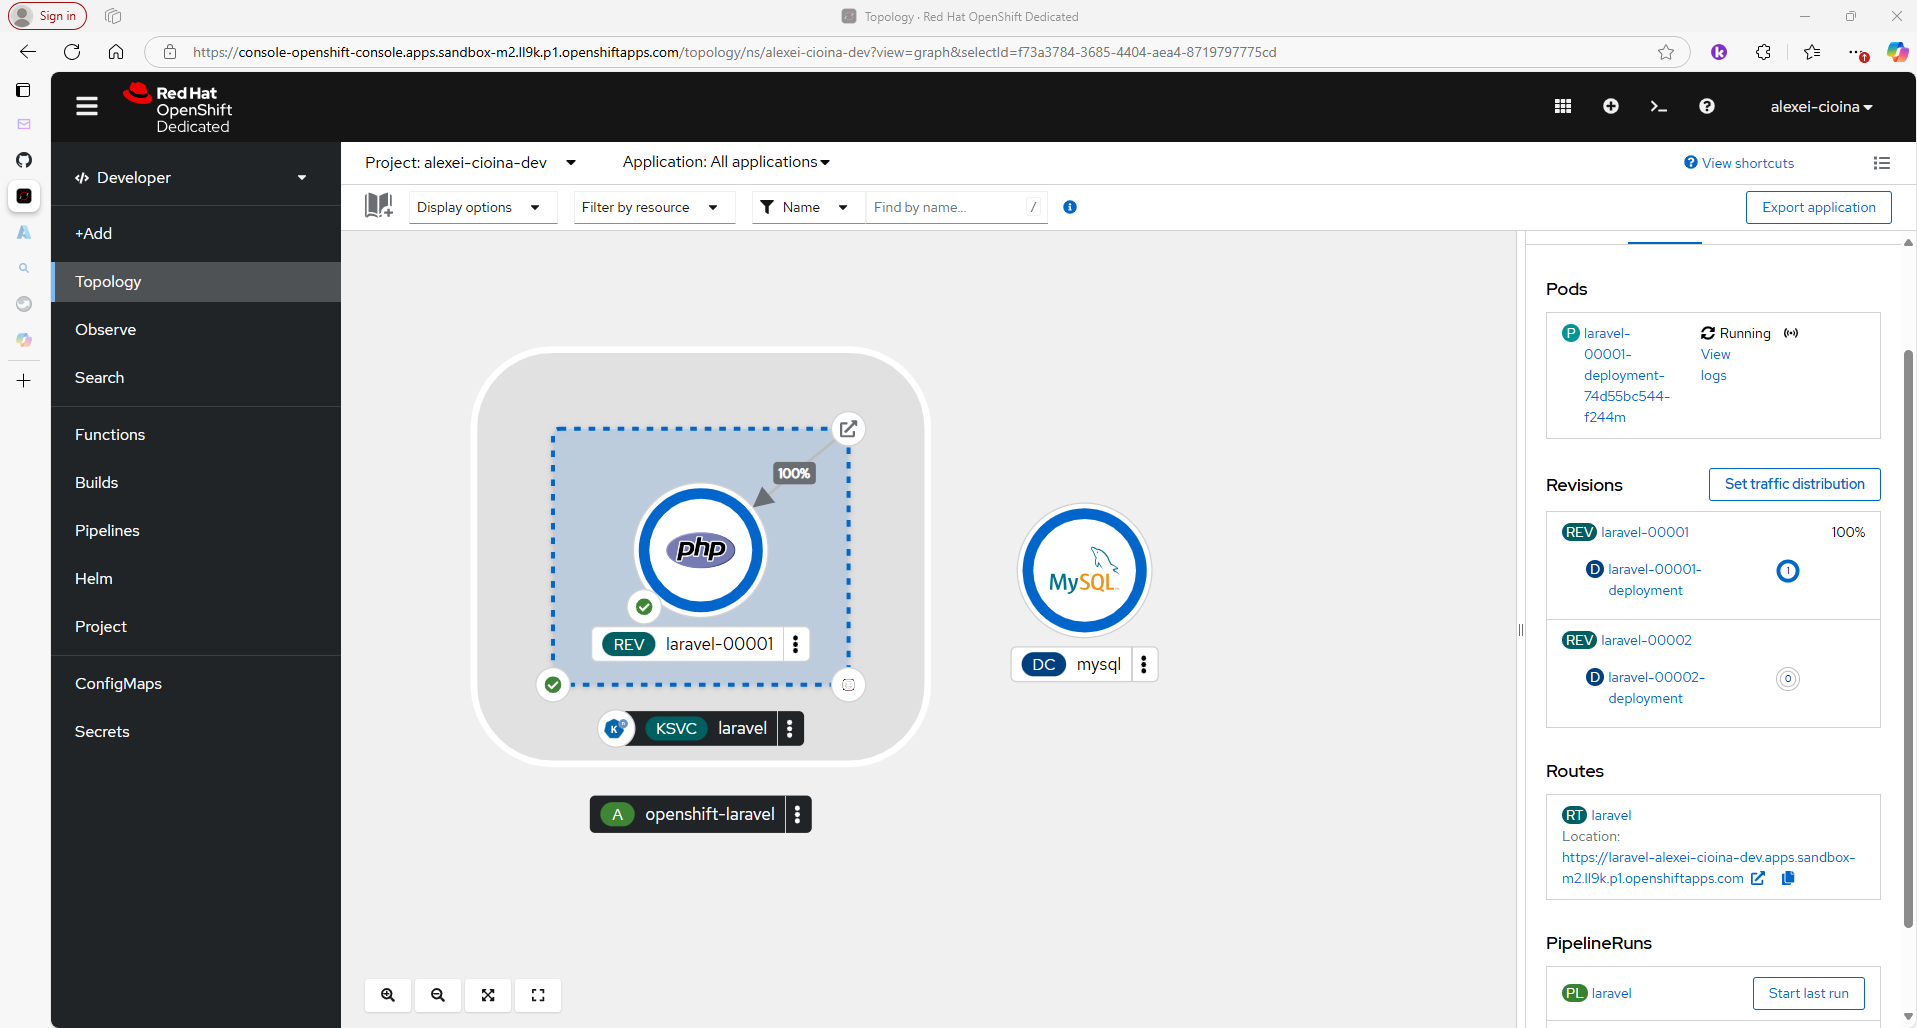 Sign in
Topology · Red Hat OpenShift Dedicated
https://console-openshift-console.apps.sandbox-m2.ll9k.p1.openshiftapps.com/topology/ns/alexei-cioina-dev?view=graph&selectId=f73a3784-3685-4404-aea4-8719797775cd
Red Hat
OpenShift
Dedicated
alexei-cioina
Developer
+Add
Topology
Observe
Search
Functions
Builds
Pipelines
Helm
Project
ConfigMaps
Secrets
Project: alexei-cioina-dev
Application: All applications
View shortcuts
Display options
Filter by resource
Name
Find by name...
/
Export application
100%
php
REV laravel-00001
KSVC laravel
A openshift-laravel
MySQL
DC mysql
Pods
P laravel-
00001-
deployment-
74d55bc544-
f244m
Running
View
logs
Revisions
Set traffic distribution
REV laravel-00001
100%
D laravel-00001-
deployment
1
REV laravel-00002
D laravel-00002-
deployment
0
Routes
RT laravel
Location:
https://laravel-alexei-cioina-dev.apps.sandbox-
m2.ll9k.p1.openshiftapps.com
PipelineRuns
PL laravel
Start last run